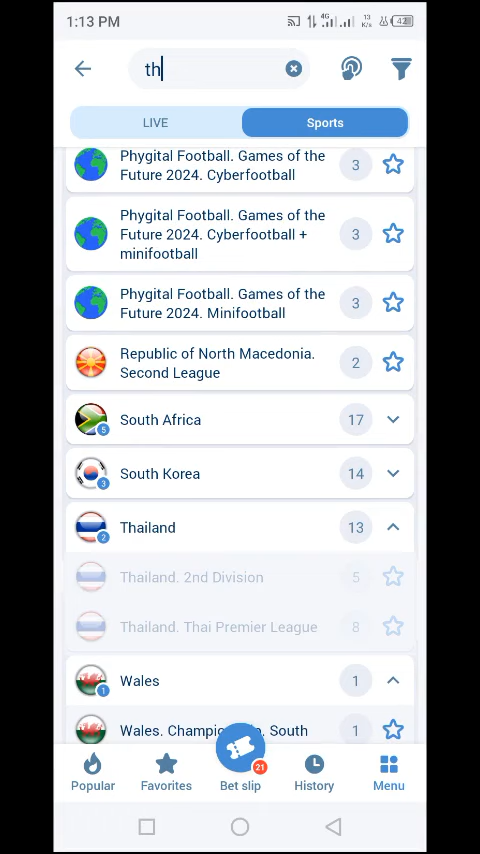 1:13 PM
4G
13
K/s
42
th
LIVE
Sports
Phygital Football. Games of the
Future 2024. Cyberfootball
3
Phygital Football. Games of the
Future 2024. Cyberfootball +
minifootball
3
Phygital Football. Games of the
Future 2024. Minifootball
3
Republic of North Macedonia.
Second League
2
5
South Africa
17
3
South Korea
14
2
Thailand
13
Thailand. 2nd Division
5
Thailand. Thai Premier League
8
1
Wales
1
Wales. South
1
21
Popular
Favorites
Bet slip
History
Menu